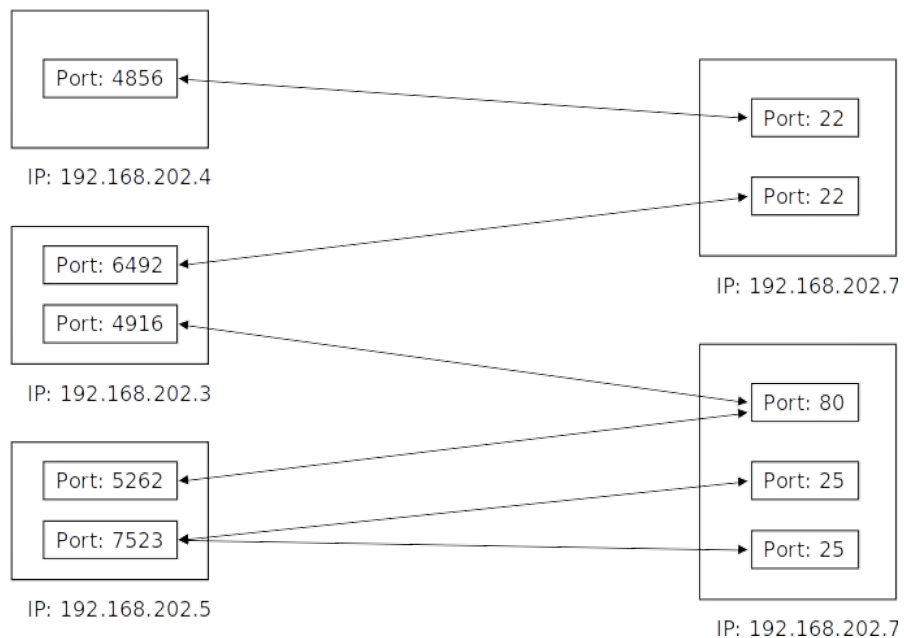 Port: 4856
IP: 192.168.202.4
Port: 6492
Port: 4916
IP: 192.168.202.3
Port: 5262
Port: 7523
IP: 192.168.202.5
Port: 22
Port: 22
IP: 192.168.202.7
Port: 80
Port: 25
Port: 25
IP: 192.168.202.7